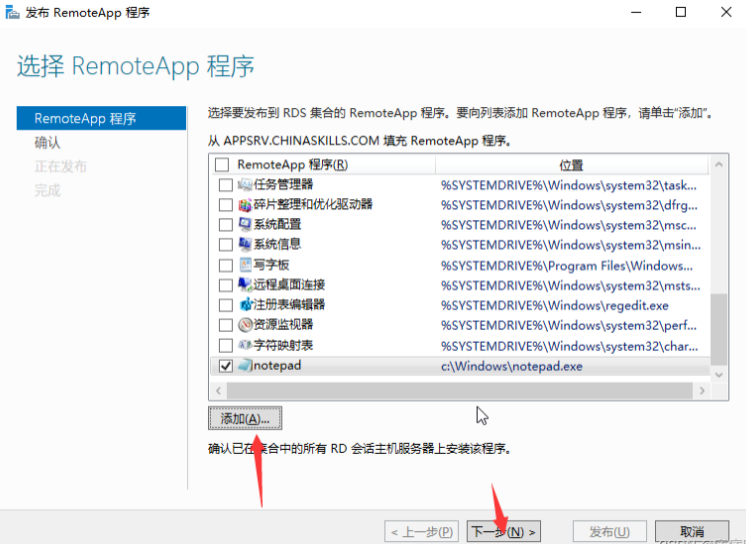 发布 RemoteApp 程序
选择 RemoteApp 程序
RemoteApp 程序
确认
正在发布
完成
选择要发布到 RDS 集合的 RemoteApp 程序。要向列表添加 RemoteApp 程序，请单击“添加”。
从 APPSRV.CHINASKILLS.COM 填充 RemoteApp 程序。
RemoteApp 程序(R) 位置
任务管理器 %SYSTEMDRIVE%\Windows\system32\task...
碎片整理和优化驱动器 %SYSTEMDRIVE%\Windows\system32\dfrg...
系统配置 %SYSTEMDRIVE%\Windows\system32\msc...
系统信息 %SYSTEMDRIVE%\Windows\system32\msin...
写字板 %SYSTEMDRIVE%\Program Files\Windows...
远程桌面连接 %SYSTEMDRIVE%\Windows\system32\msts...
注册表编辑器 %SYSTEMDRIVE%\Windows\regedit.exe
资源监视器 %SYSTEMDRIVE%\Windows\system32\perf...
字符映射表 %SYSTEMDRIVE%\Windows\system32\char...
notepad c:\Windows\notepad.exe
添加(A)...
确认已在集合中的所有 RD 会话主机服务器上安装该程序。
< 上一步(P) 下一步(N) > 发布(U) 取消